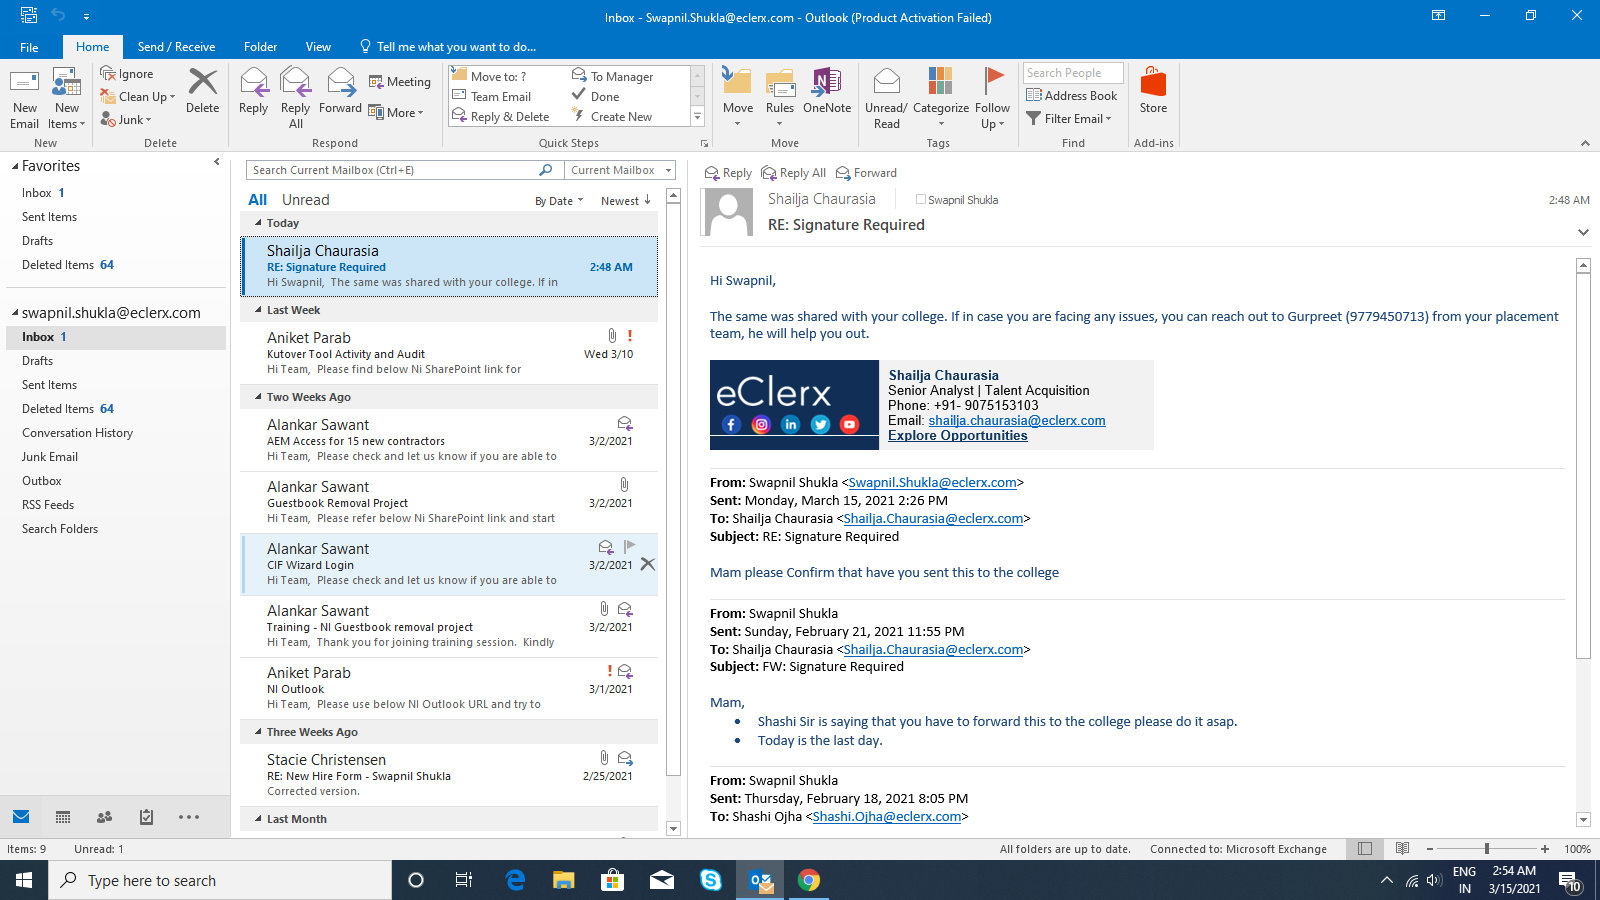 Inbox - Swapnil.Shukla@eclerx.com - Outlook (Product Activation Failed)
File Home Send / Receive Folder View Tell me what you want to do...
New Email
New Items
Ignore
Clean Up
Junk
Delete
Reply
Reply All
Forward
Meeting
More
Move to: ?
Team Email
Reply & Delete
To Manager
Done
Create New
Move
Rules
OneNote
Unread/ Read
Categorize
Follow Up
Search People
Address Book
Filter Email
Store
New Delete Respond Quick Steps Move Tags Find Add-ins
Favorites
Inbox 1
Sent Items
Drafts
Deleted Items 64
swapnil.shukla@eclerx.com
Inbox 1
Drafts
Sent Items
Deleted Items 64
Conversation History
Junk Email
Outbox
RSS Feeds
Search Folders
Search Current Mailbox (Ctrl+E) Current Mailbox
All Unread By Date Newest
Today
Shailja Chaurasia
RE: Signature Required 2:48 AM
Hi Swapnil, The same was shared with your college. If in
Last Week
Aniket Parab
Kutover Tool Activity and Audit Wed 3/10
Hi Team, Please find below Ni SharePoint link for
Two Weeks Ago
Alankar Sawant
AEM Access for 15 new contractors 3/2/2021
Hi Team, Please check and let us know if you are able to
Alankar Sawant
Guestbook Removal Project 3/2/2021
Hi Team, Please refer below Ni SharePoint link and start
Alankar Sawant
CIF Wizard Login 3/2/2021
Hi Team, Please check and let us know if you are able to
Alankar Sawant
Training - NI Guestbook removal project 3/2/2021
Hi Team, Thank you for joining training session. Kindly
Aniket Parab
NI Outlook 3/1/2021
Hi Team, Please use below NI Outlook URL and try to
Three Weeks Ago
Stacie Christensen
RE: New Hire Form - Swapnil Shukla 2/25/2021
Corrected version.
Last Month
Reply Reply All Forward
Shailja Chaurasia Swapnil Shukla 2:48 AM
RE: Signature Required
Hi Swapnil,
The same was shared with your college. If in case you are facing any issues, you can reach out to Gurpreet (9779450713) from your placement
team, he will help you out.
eClerx
Shailja Chaurasia
Senior Analyst | Talent Acquisition
Phone: +91- 9075153103
Email: shailja.chaurasia@eclerx.com
Explore Opportunities
From: Swapnil Shukla <Swapnil.Shukla@eclerx.com>
Sent: Monday, March 15, 2021 2:26 PM
To: Shailja Chaurasia <Shailja.Chaurasia@eclerx.com>
Subject: RE: Signature Required
Mam please Confirm that have you sent this to the college
From: Swapnil Shukla
Sent: Sunday, February 21, 2021 11:55 PM
To: Shailja Chaurasia <Shailja.Chaurasia@eclerx.com>
Subject: FW: Signature Required
Mam,
• Shashi Sir is saying that you have to forward this to the college please do it asap.
• Today is the last day.
From: Swapnil Shukla
Sent: Thursday, February 18, 2021 8:05 PM
To: Shashi Ojha <Shashi.Ojha@eclerx.com>
Items: 9 Unread: 1 All folders are up to date. Connected to: Microsoft Exchange 100%
Type here to search
ENG
IN
2:54 AM
3/15/2021
10